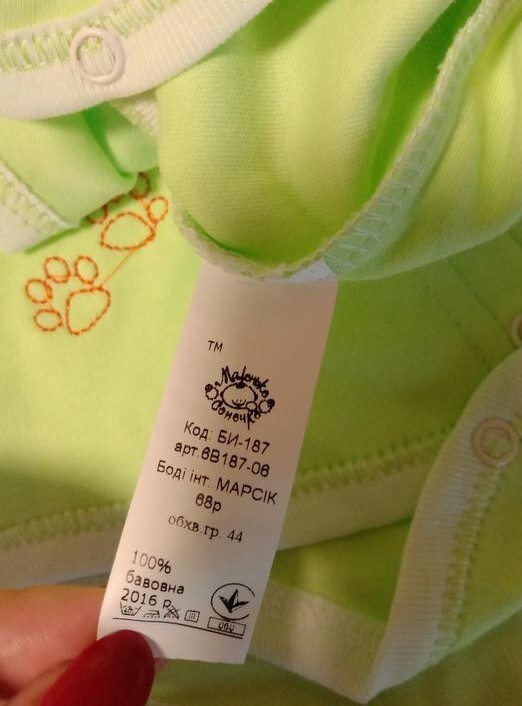 TM
Маленьке
Сонечко
Код: БИ-187
арт.6В187-06
Боді інт. МАРСІК
68р
обхв.гр. 44
100%
бавовна
2016 р.